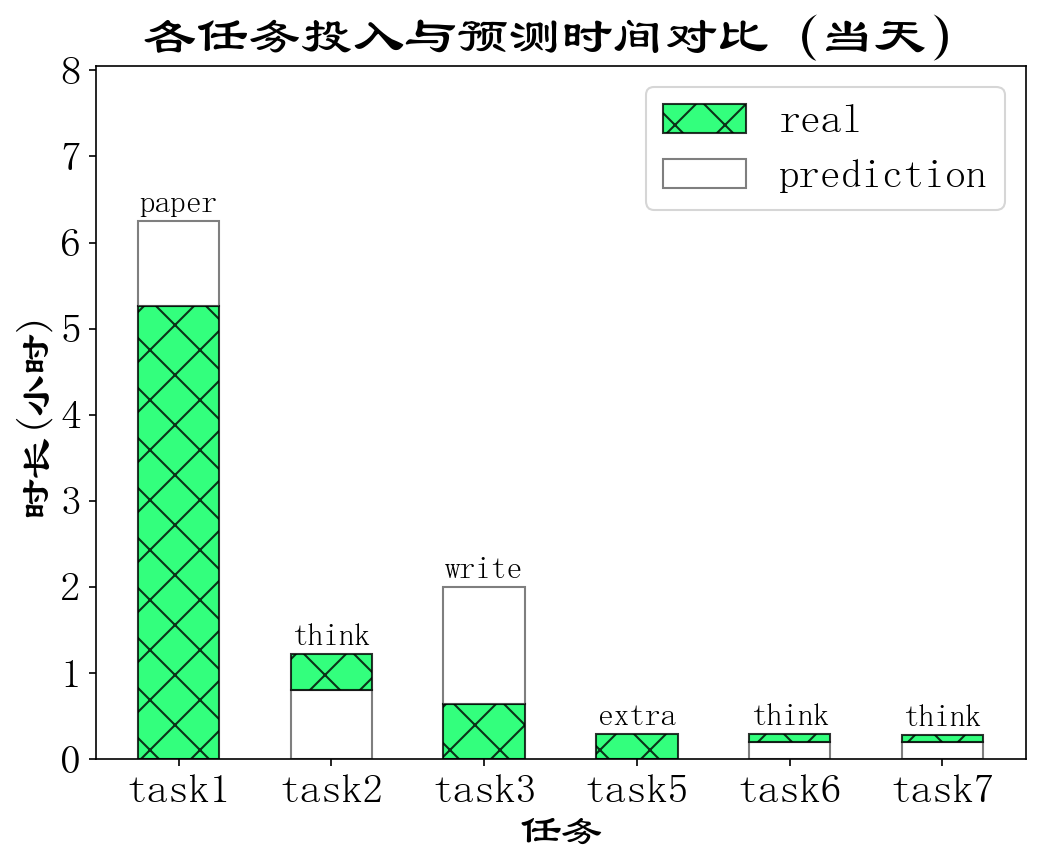 各任务投入与预测时间对比 (当天)
real
prediction
时长(小时)
8
7
6
5
4
3
2
1
0
paper
think
write
extra
think
think
task1 task2 task3 task5 task6 task7
任务